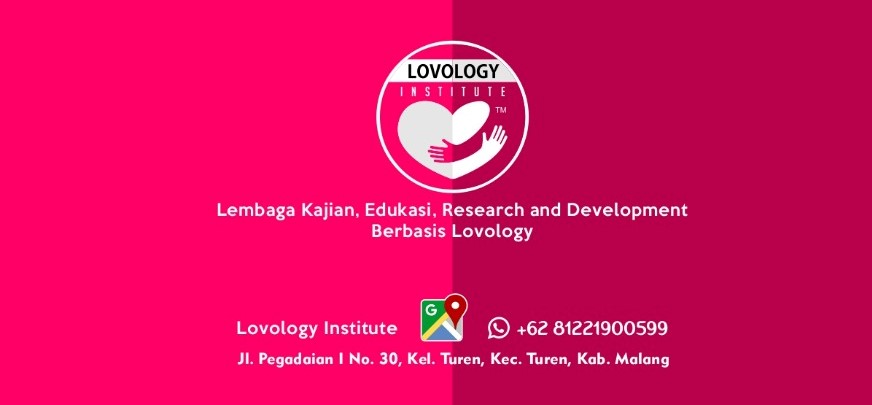 LOVOLOGY
INSTITUTE
TM
Lembaga Kajian, Edukasi, Research and Development
Berbasis Lovology
G
Lovology Institute +62 81221900599
Jl. Pegadaian I No. 30, Kel. Turen, Kec. Turen, Kab. Malang